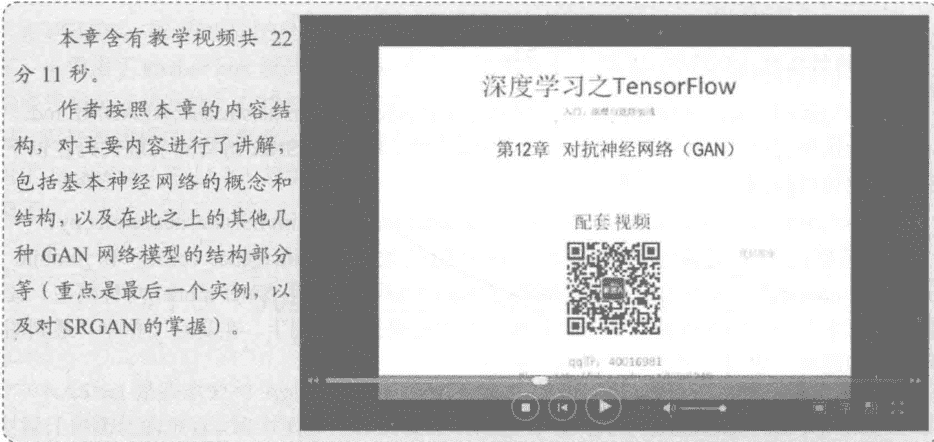 本章含有教学视频共 22
分 11 秒。
作者按照本章的内容结
构，对主要内容进行了讲解，
包括基本神经网络的概念和
结构，以及在此之上的其他几
种 GAN 网络模型的结构部分
等（重点是最后一个实例，以
及对 SRGAN 的掌握）。
深度学习之TensorFlow
第12章 对抗神经网络（GAN）
配套视频
40016981